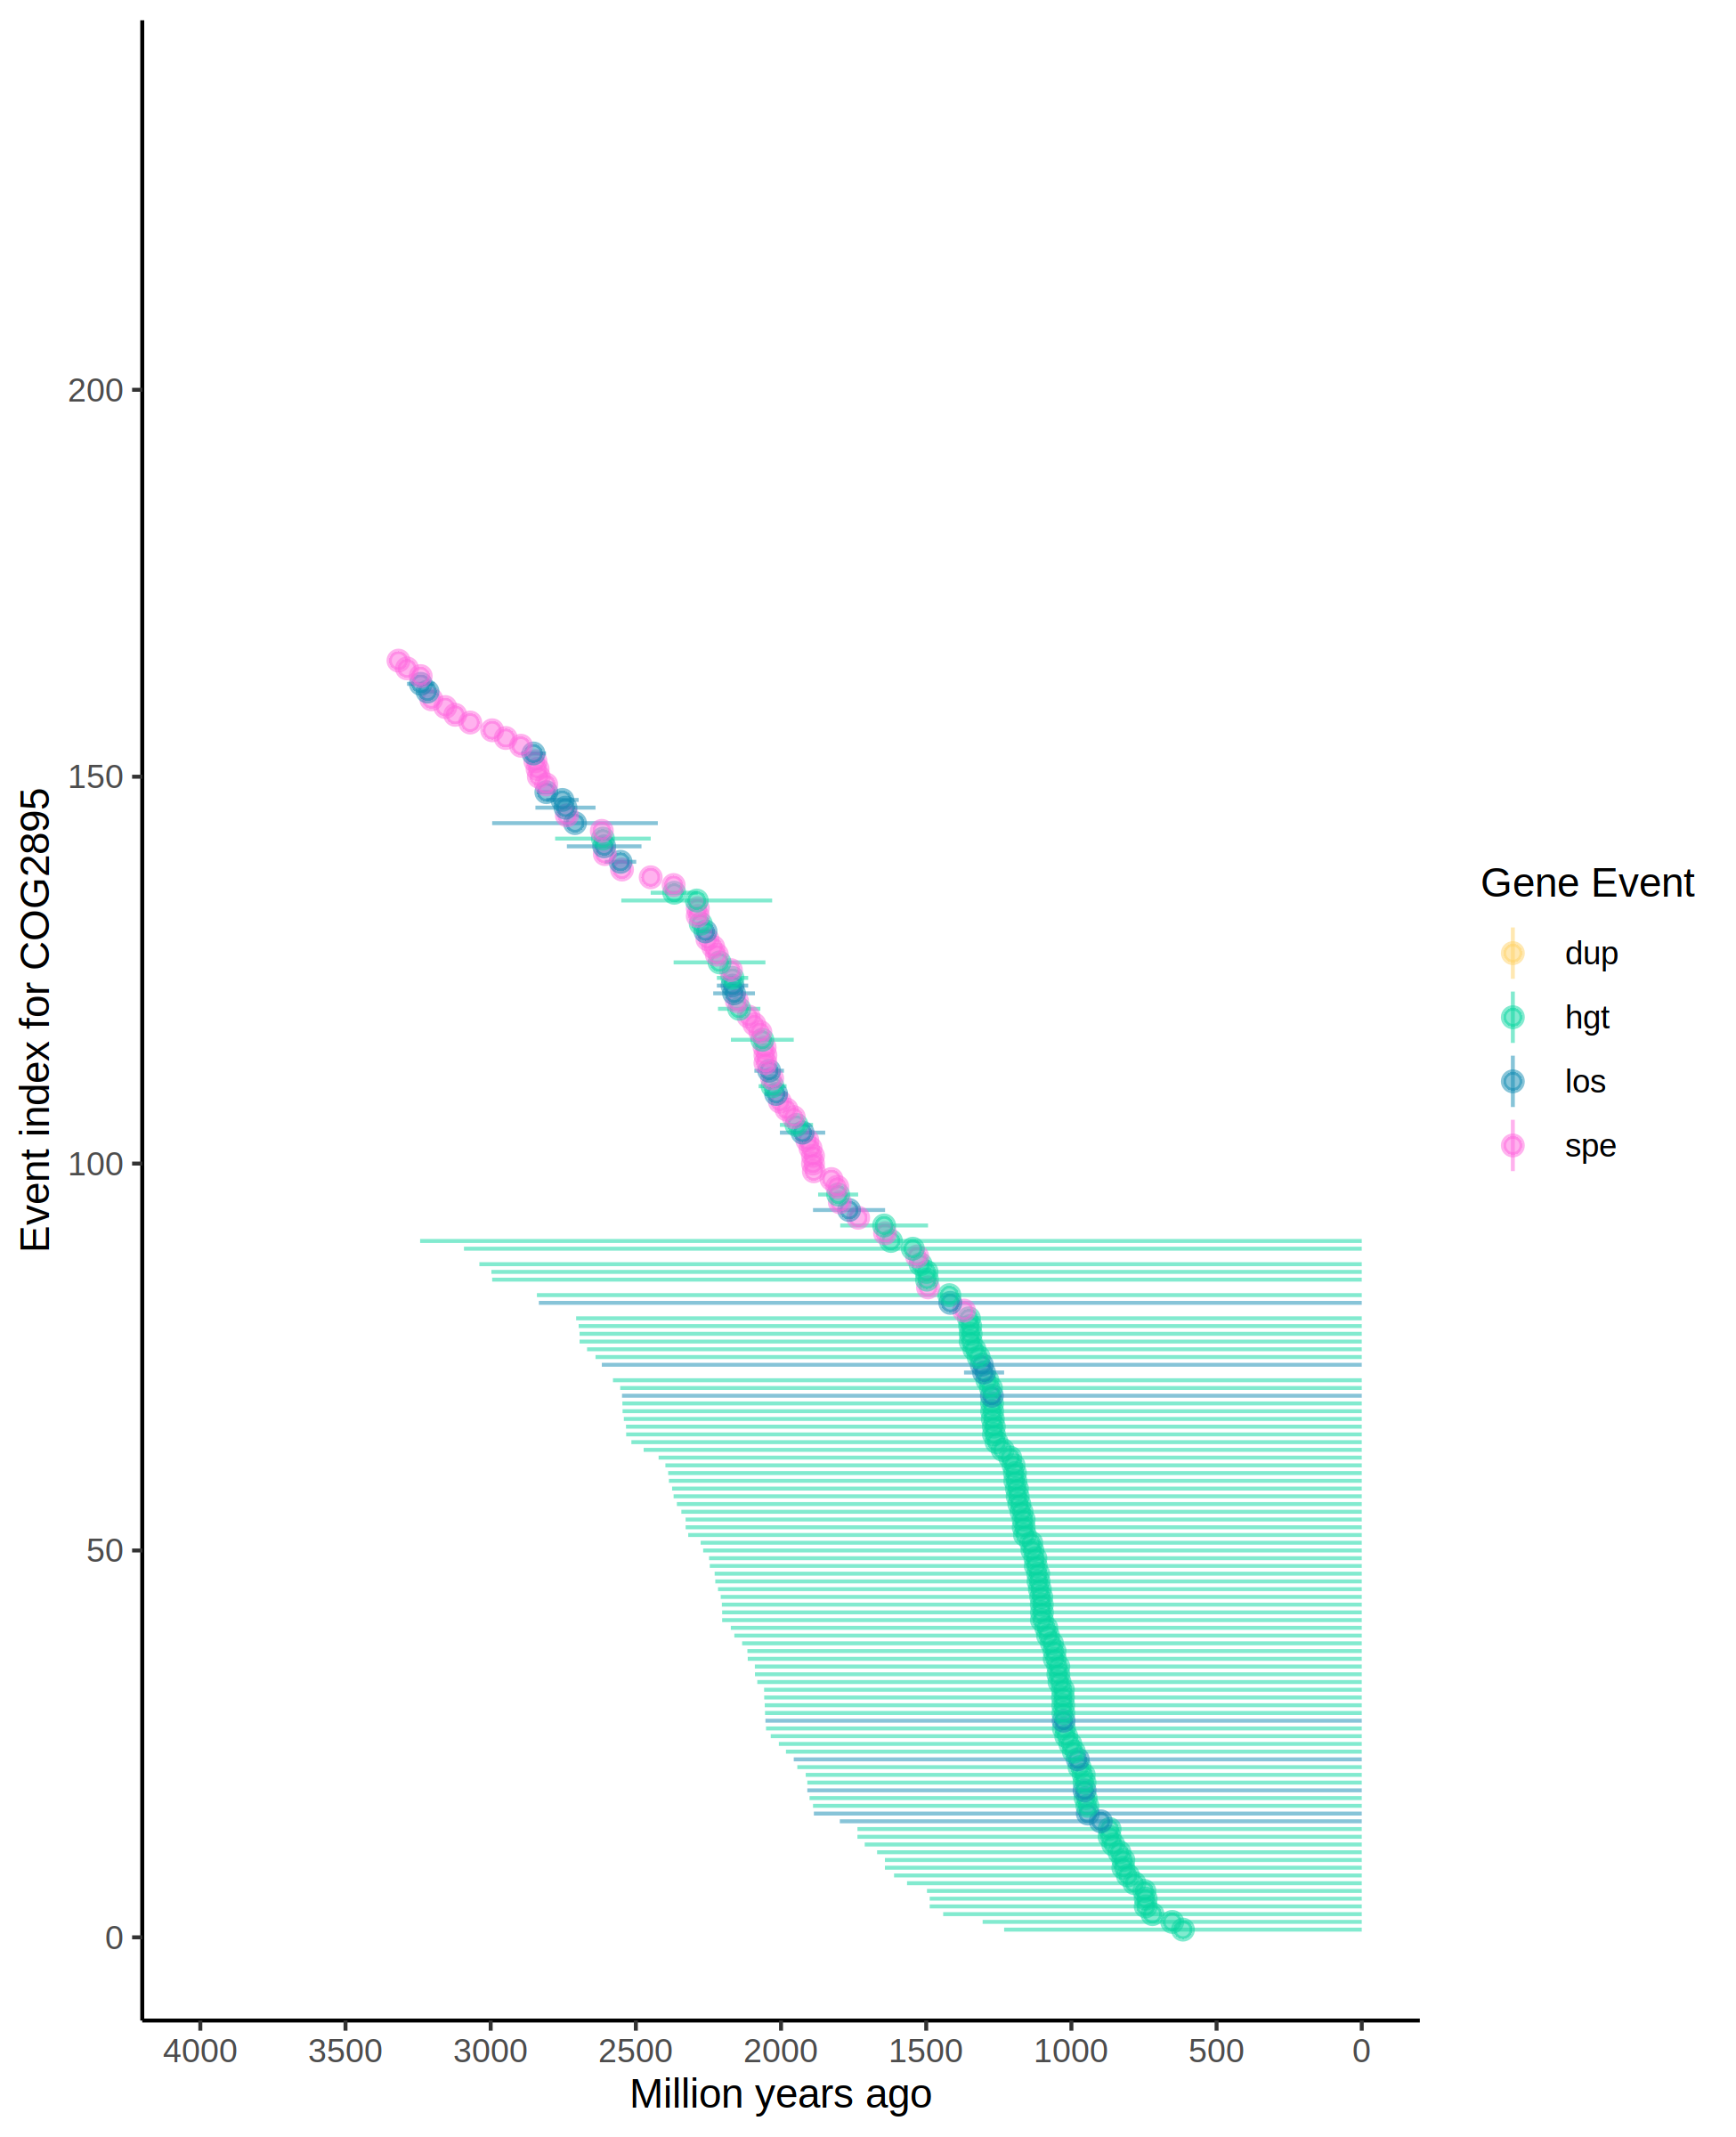 Event index for COG2895
200
150
100
50
0
4000 3500 3000 2500 2000 1500 1000 500 0
Million years ago
Gene Event
dup
hgt
los
spe